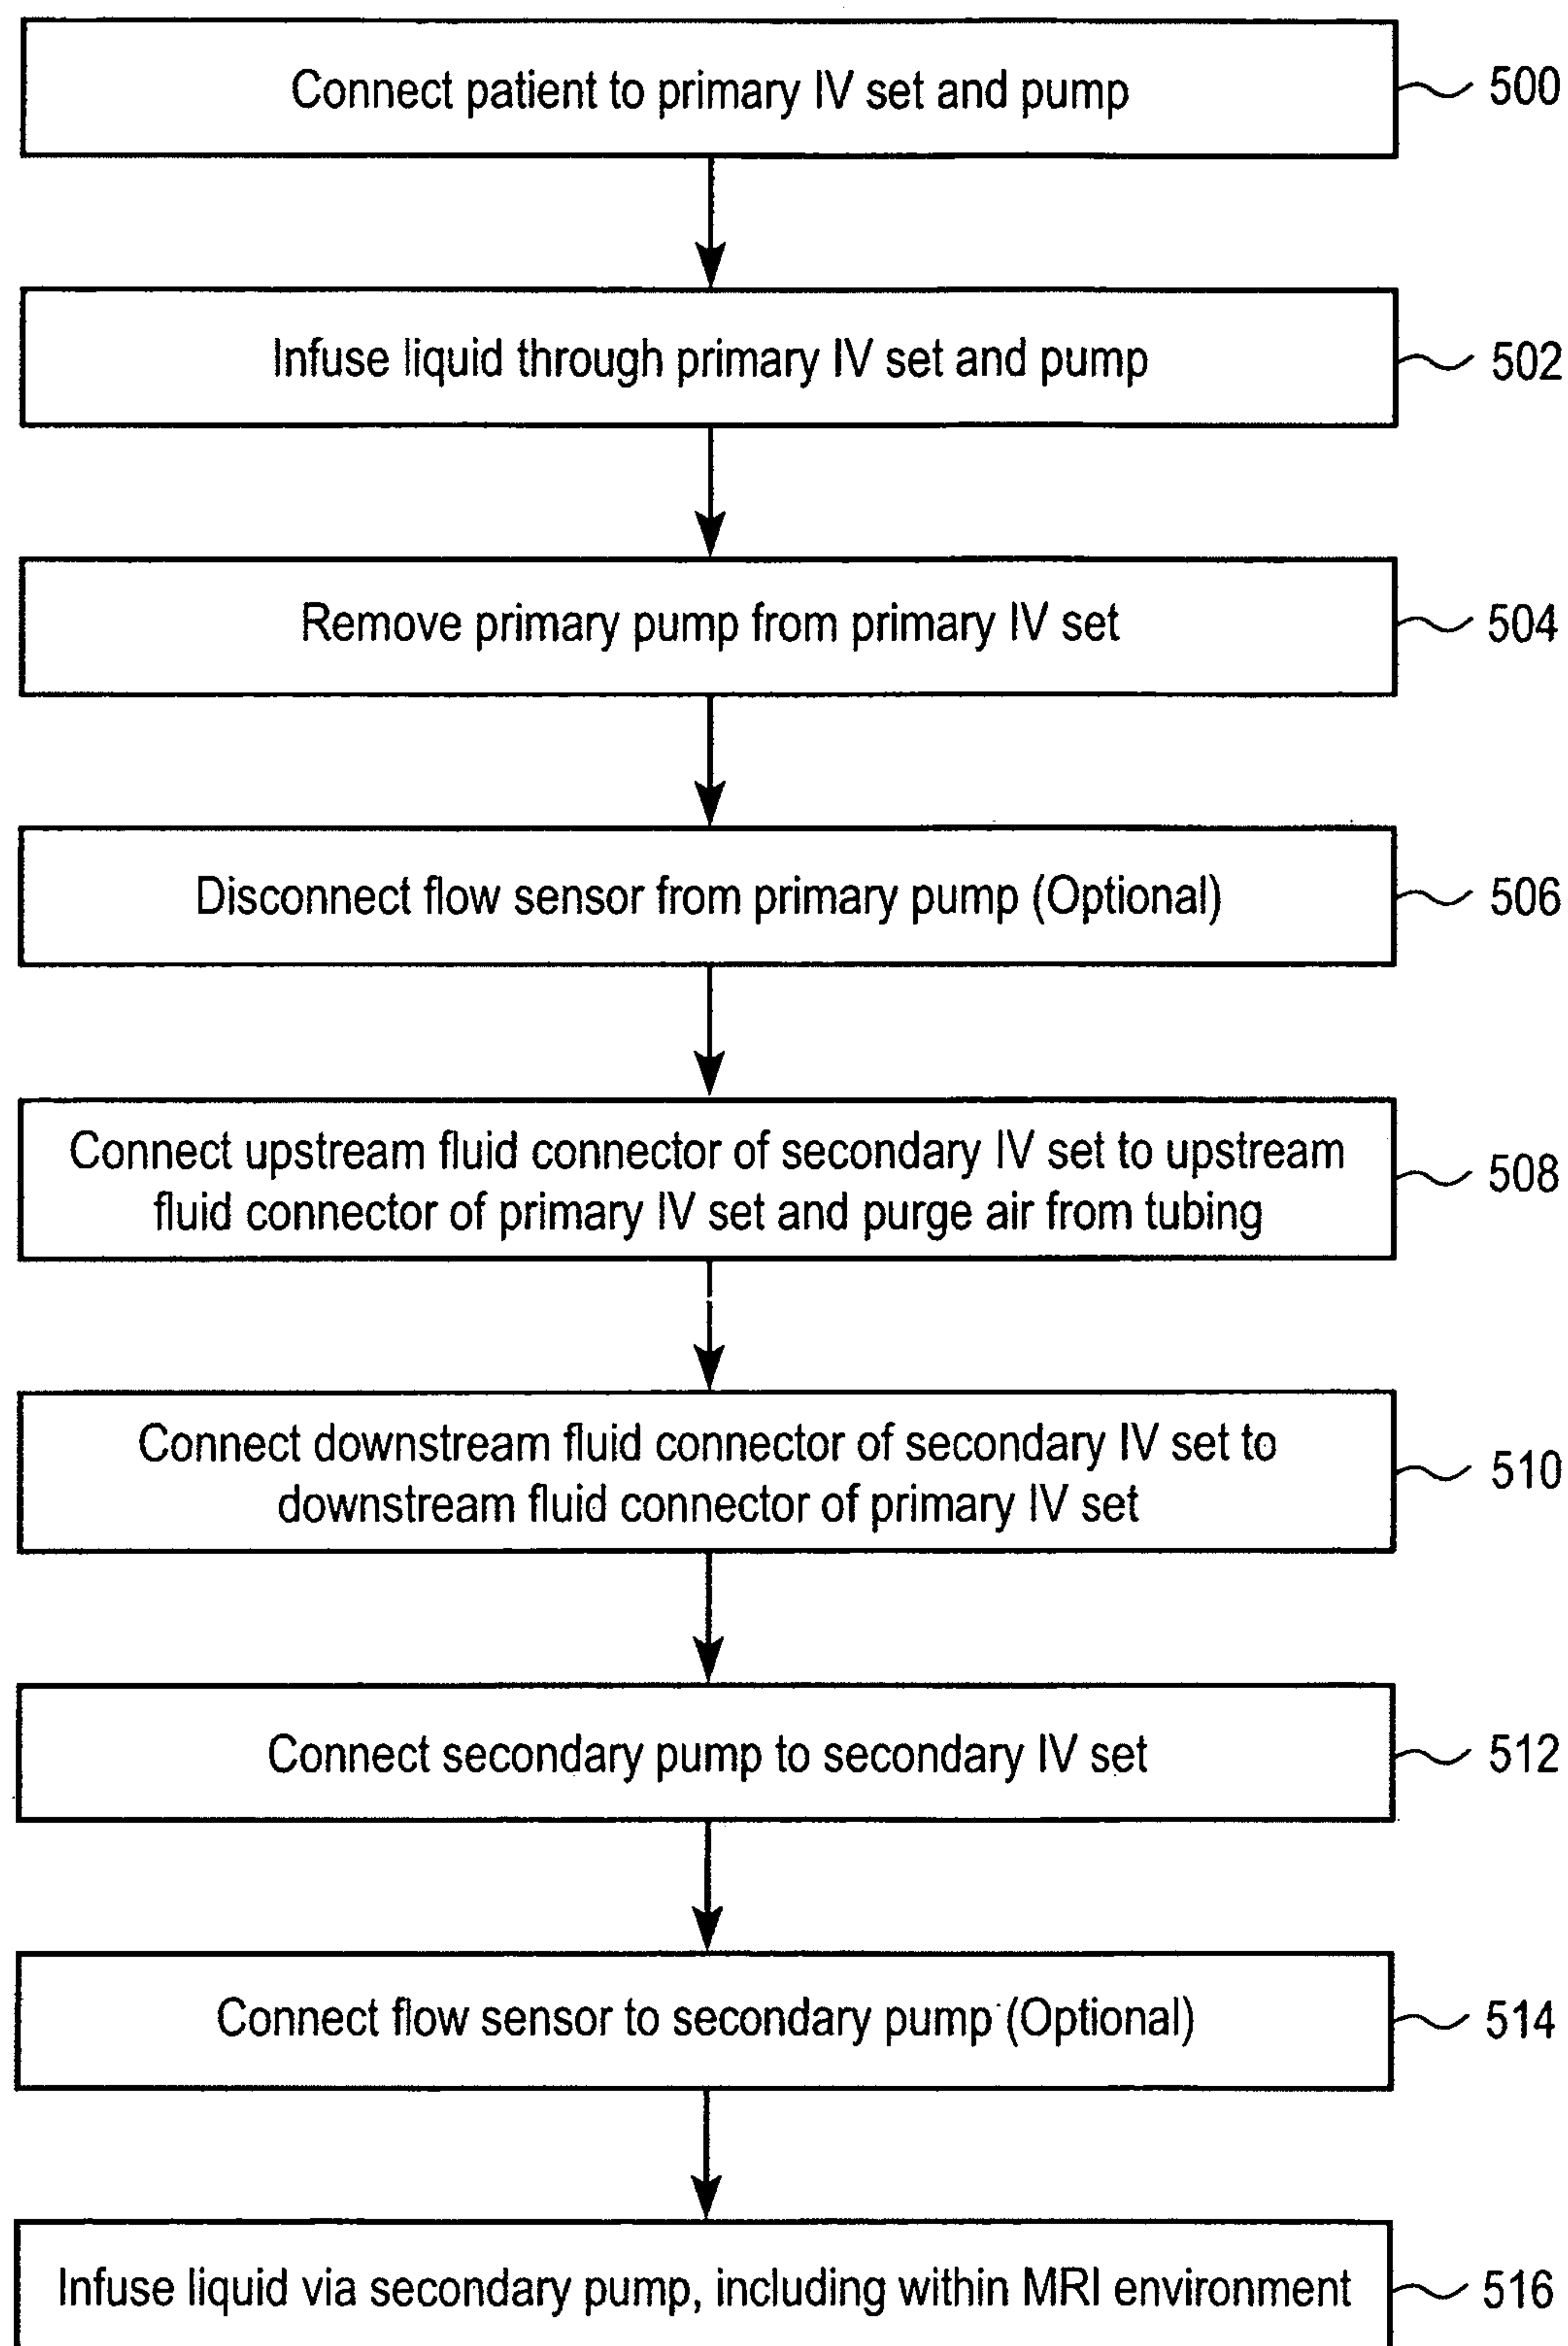 Connect patient to primary IV set and pump
500
Infuse liquid through primary IV set and pump
502
Remove primary pump from primary IV set
504
Disconnect flow sensor from primary pump (Optional)
506
Connect upstream fluid connector of secondary IV set to upstream
fluid connector of primary IV set and purge air from tubing
508
Connect downstream fluid connector of secondary IV set to
downstream fluid connector of primary IV set
510
Connect secondary pump to secondary IV set
512
Connect flow sensor to secondary pump (Optional)
514
Infuse liquid via secondary pump, including within MRI environment
516